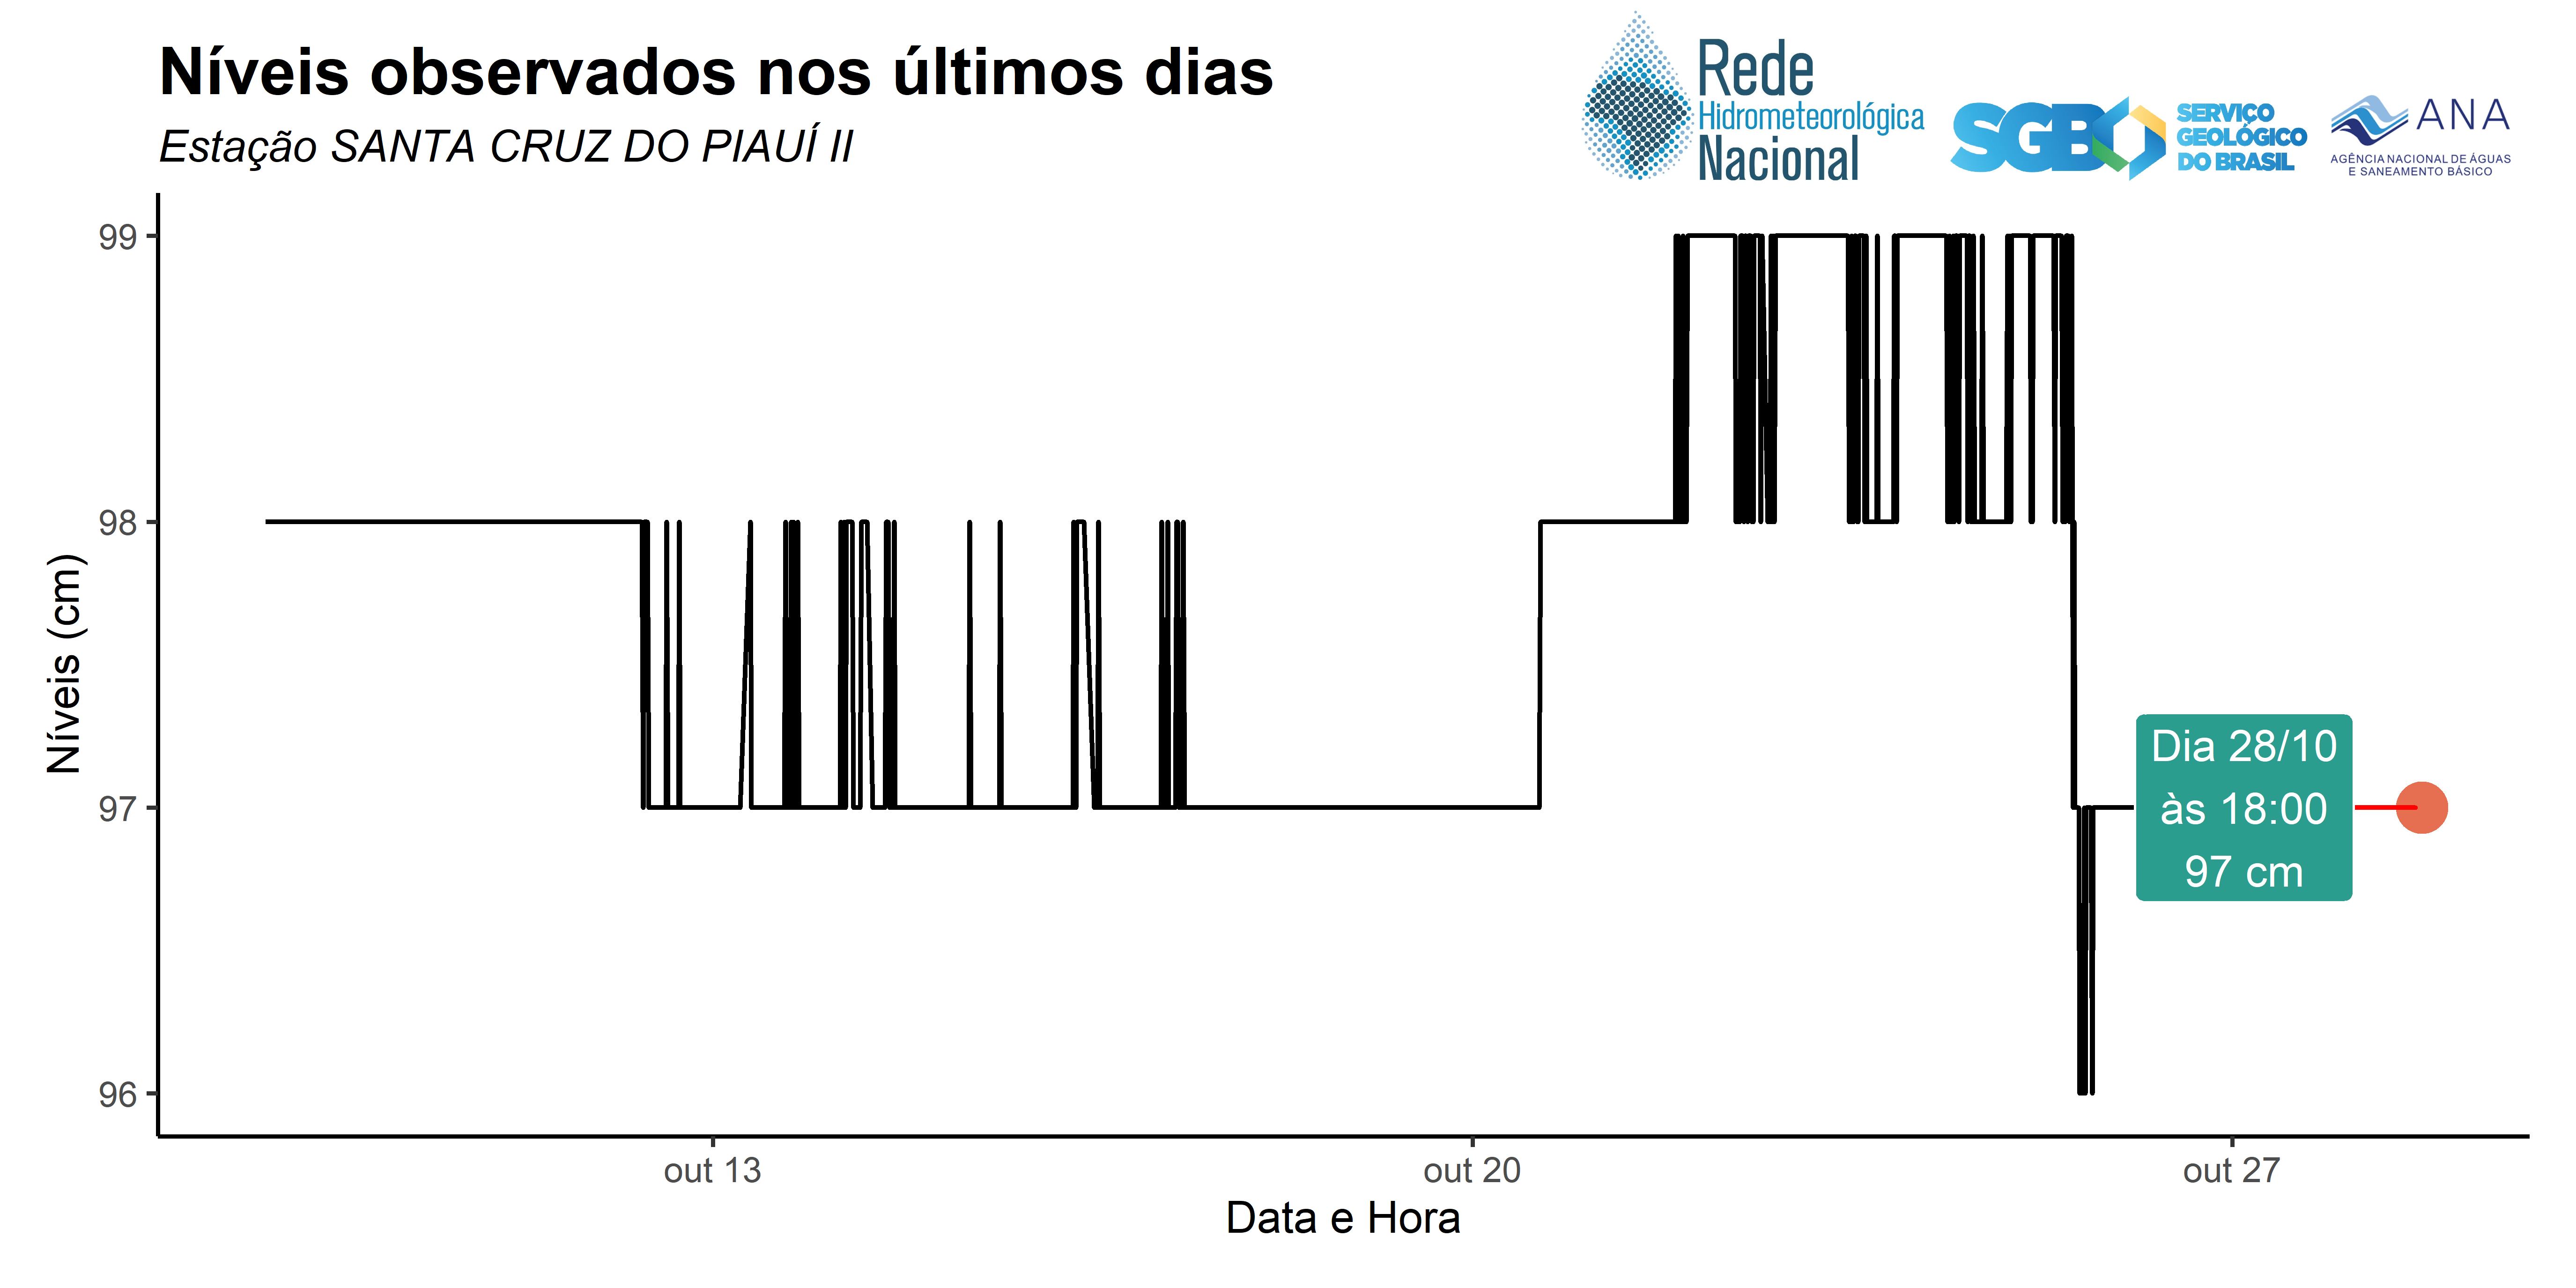 Níveis observados nos últimos dias
Estação SANTA CRUZ DO PIAUÍ II
Rede
Hidrometeorológica
Nacional
SGB
SERVIÇO
GEOLÓGICO
DO BRASIL
ANA
AGÊNCIA NACIONAL DE ÁGUAS
E SANEAMENTO BÁSICO
Níveis (cm)
99
98
97
96
Dia 28/10
às 18:00
97 cm
out 13
out 20
out 27
Data e Hora